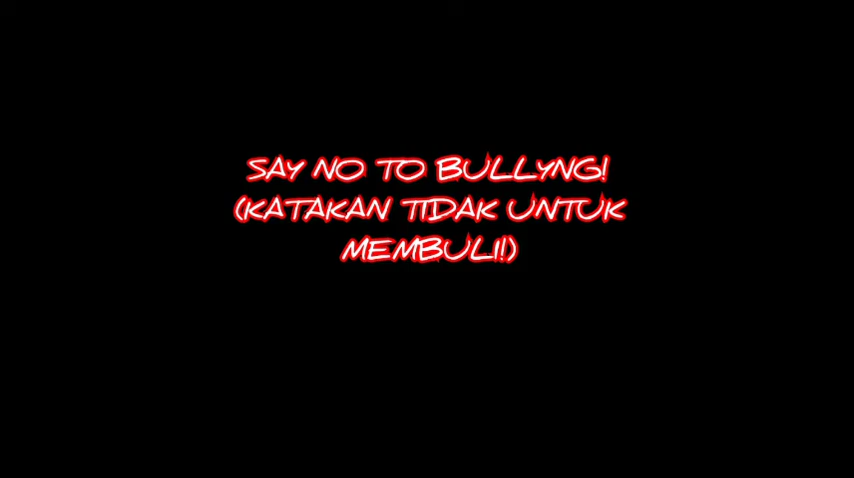 SAY NO TO BULLYNG!
(KATAKAN TIDAK UNTUK
MEMBULI!)